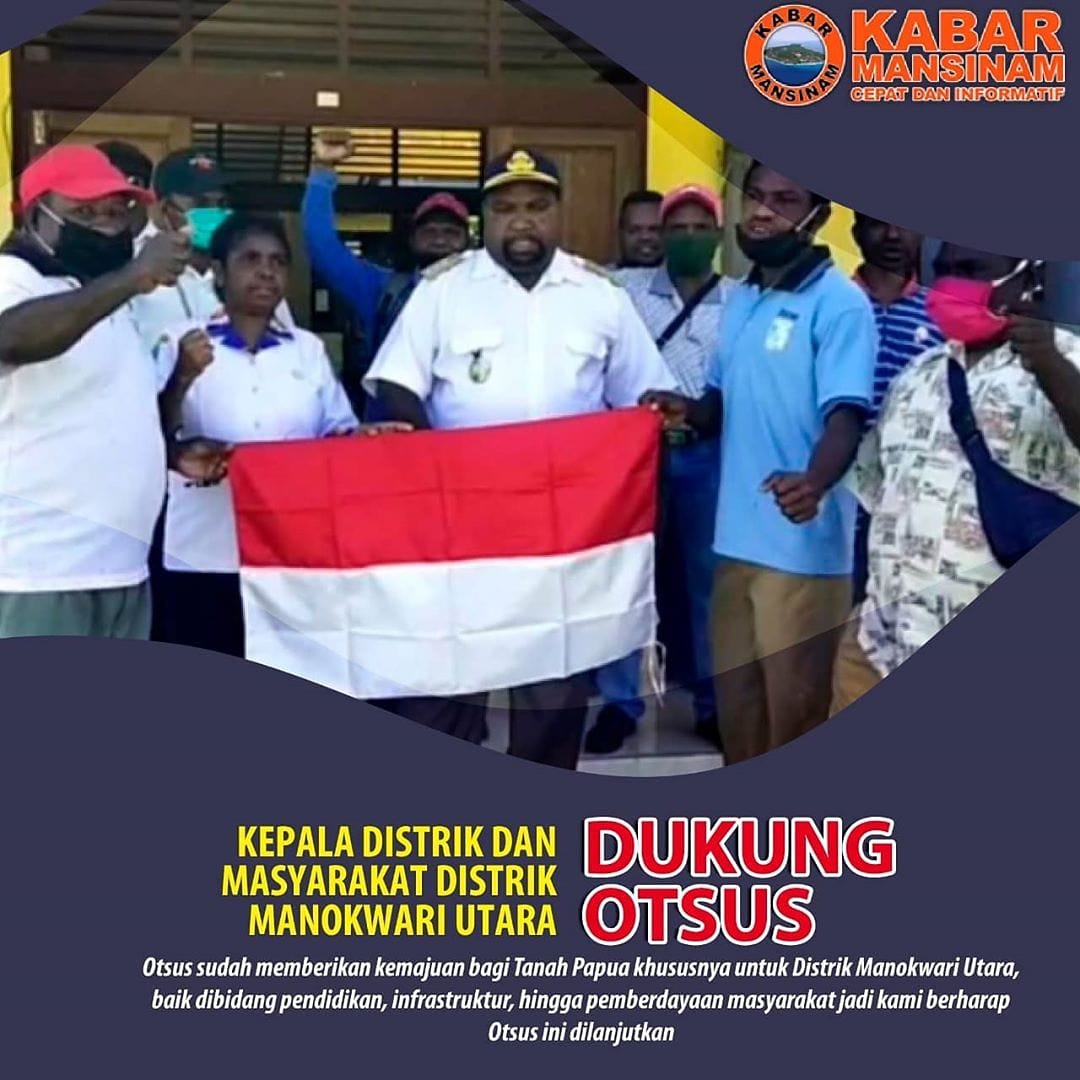 KABAR
MANSINAM
KABAR
MANSINAM
CEPAT DAN INFORMATIF
KEPALA DISTRIK DAN
MASYARAKAT DISTRIK
MANOKWARI UTARA
DUKUNG
OTSUS
Otsus sudah memberikan kemajuan bagi Tanah Papua khususnya untuk Distrik Manokwari Utara,
baik dibidang pendidikan, infrastruktur, hingga pemberdayaan masyarakat jadi kami berharap
Otsus ini dilanjutkan